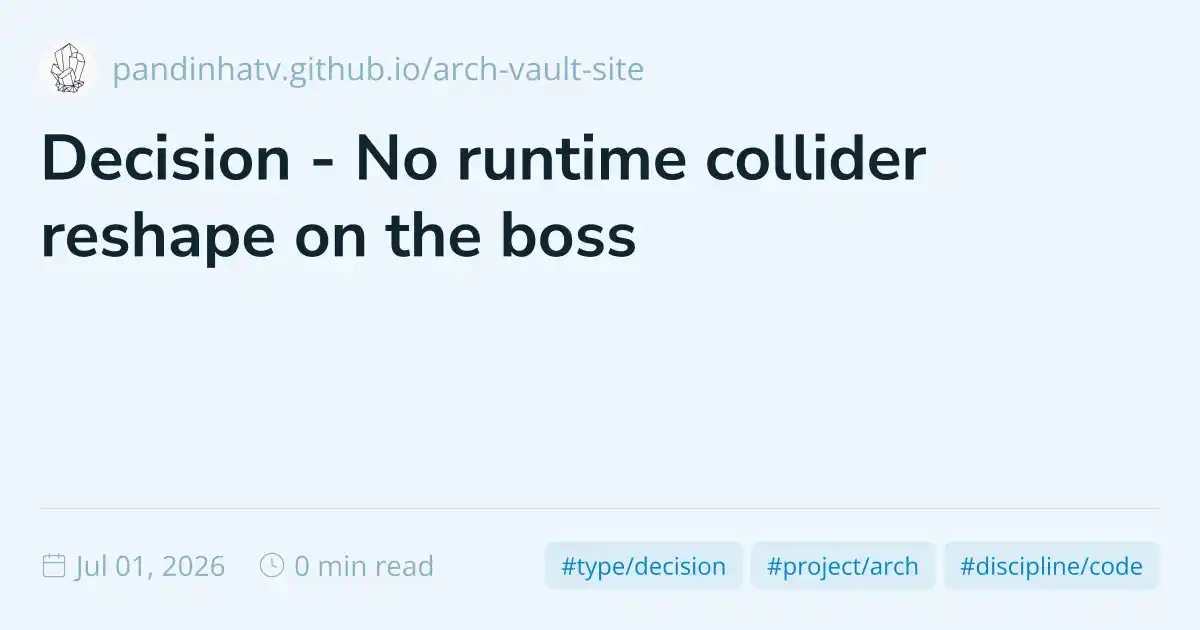 pandinhatv.github.io/arch-vault-site
Decision - No runtime collider
reshape on the boss
Jul 01, 2026
0 min read
#type/decision
#project/arch
#discipline/code